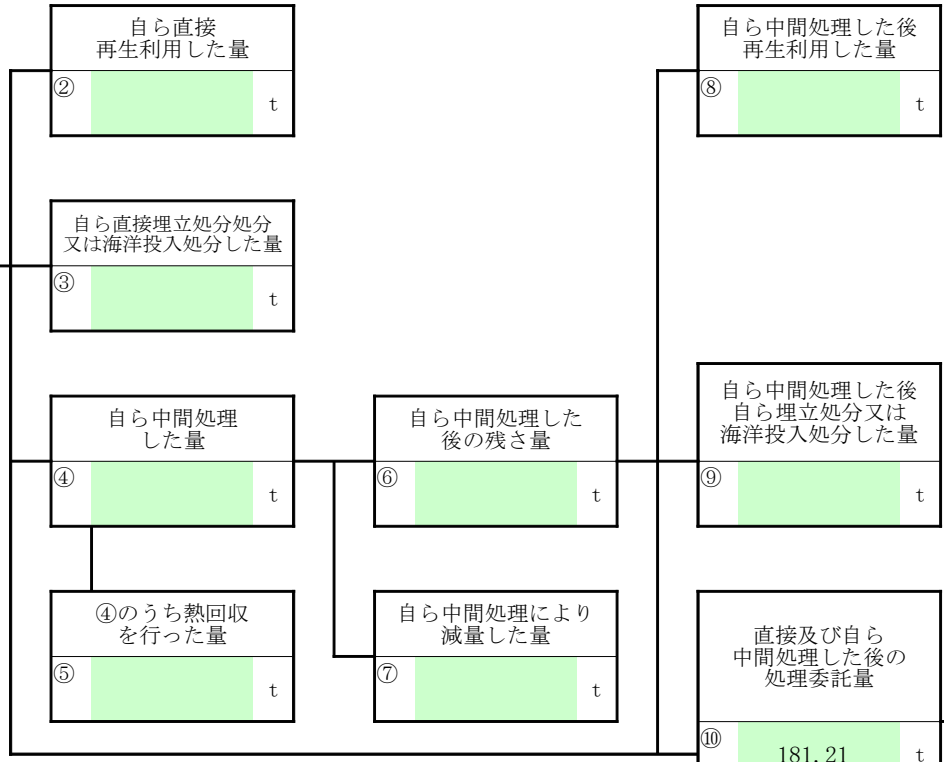 自ら直接
再生利用した量
②
t
自ら中間処理した後
再生利用した量
⑧
t
自ら直接埋立処分処分
又は海洋投入処分した量
③
t
自ら中間処理
した量
④
t
自ら中間処理した
後の残さ量
⑥
t
自ら中間処理した後
自ら埋立処分又は
海洋投入処分した量
⑨
t
④のうち熱回収
を行った量
⑤
t
自ら中間処理により
減量した量
⑦
t
直接及び自ら
中間処理した後の
処理委託量
⑩
181.21 t